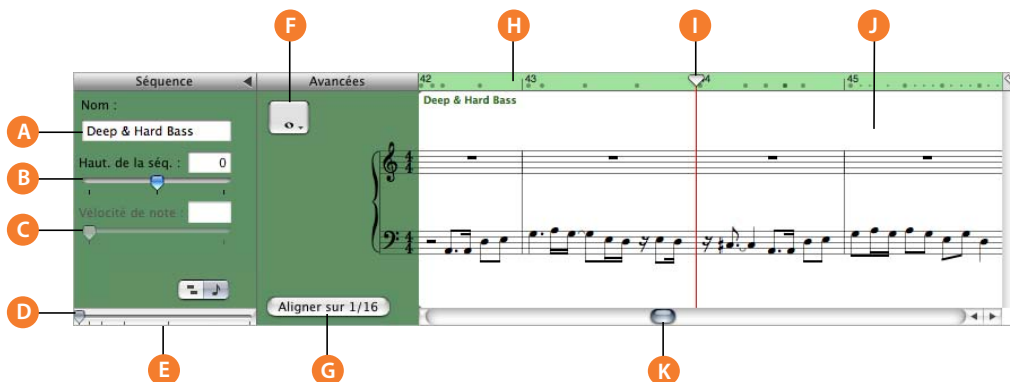 F H I J
Séquence Avancées 42 43 44 45
Nom :
Deep & Hard Bass
A Deep & Hard Bass
Haut. de la séq. : 0
B
Vélocité de note :
C
D Aligner sur 1/16
E G K